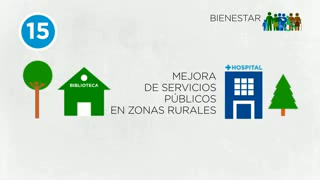 15
BIENESTAR
BIBLIOTECA
MEJORA
DE SERVICIOS
PÚBLICOS
EN ZONAS RURALES
+HOSPITAL